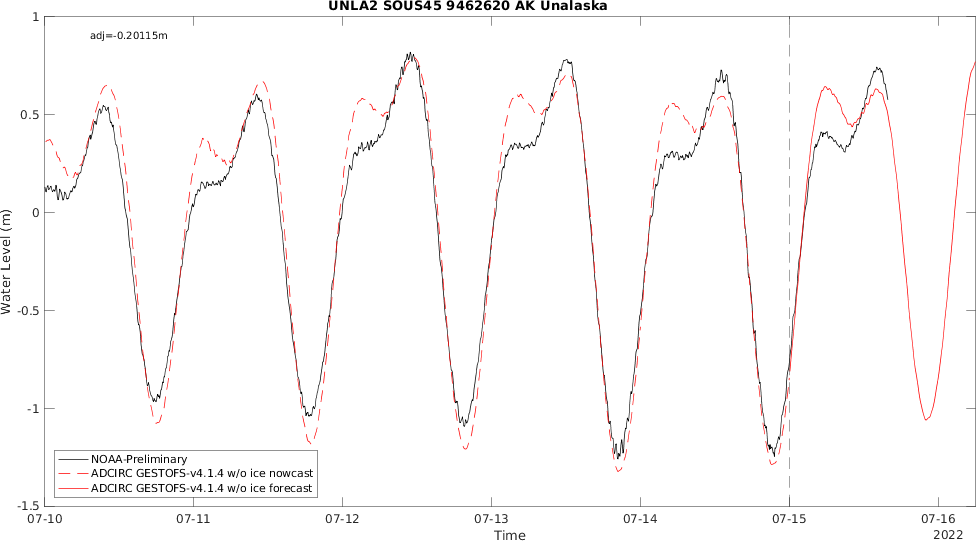 UNLA2 SOUS45 9462620 AK Unalaska
adj=-0.20115m
1
0.5
0
-0.5
-1
-1.5
Water Level (m)
NOAA-Preliminary
ADCIRC GESTOFS-v4.1.4 w/o ice nowcast
ADCIRC GESTOFS-v4.1.4 w/o ice forecast
07-10 07-11 07-12 07-13 07-14 07-15 07-16
Time
2022